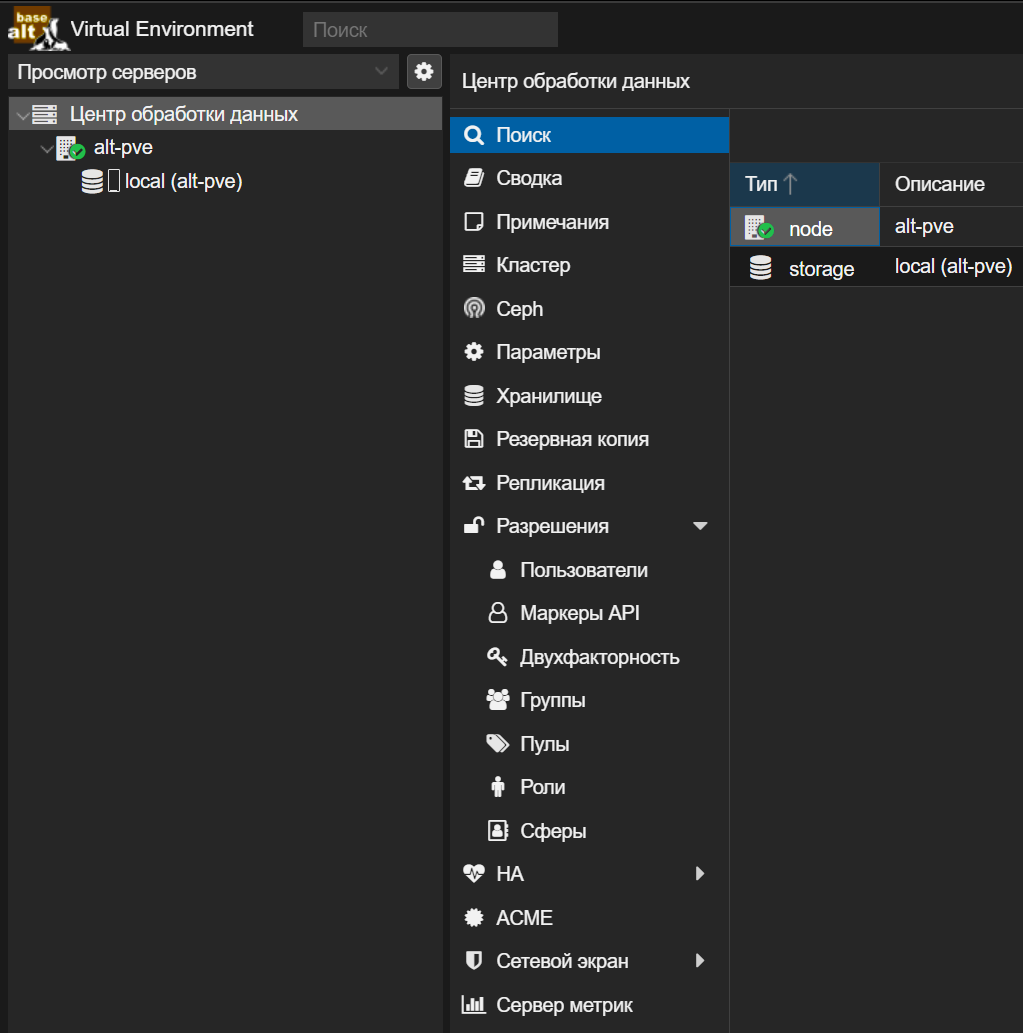 base
alt
Virtual Environment
Поиск
Просмотр серверов
Центр обработки данных
alt-pve
local (alt-pve)
Центр обработки данных
Поиск
Сводка
Примечания
Кластер
Ceph
Параметры
Хранилище
Резервная копия
Репликация
Разрешения
Пользователи
Маркеры API
Двухфакторность
Группы
Пулы
Роли
Сферы
HA
ACME
Сетевой экран
Сервер метрик
Тип Описание
node alt-pve
storage local (alt-pve)